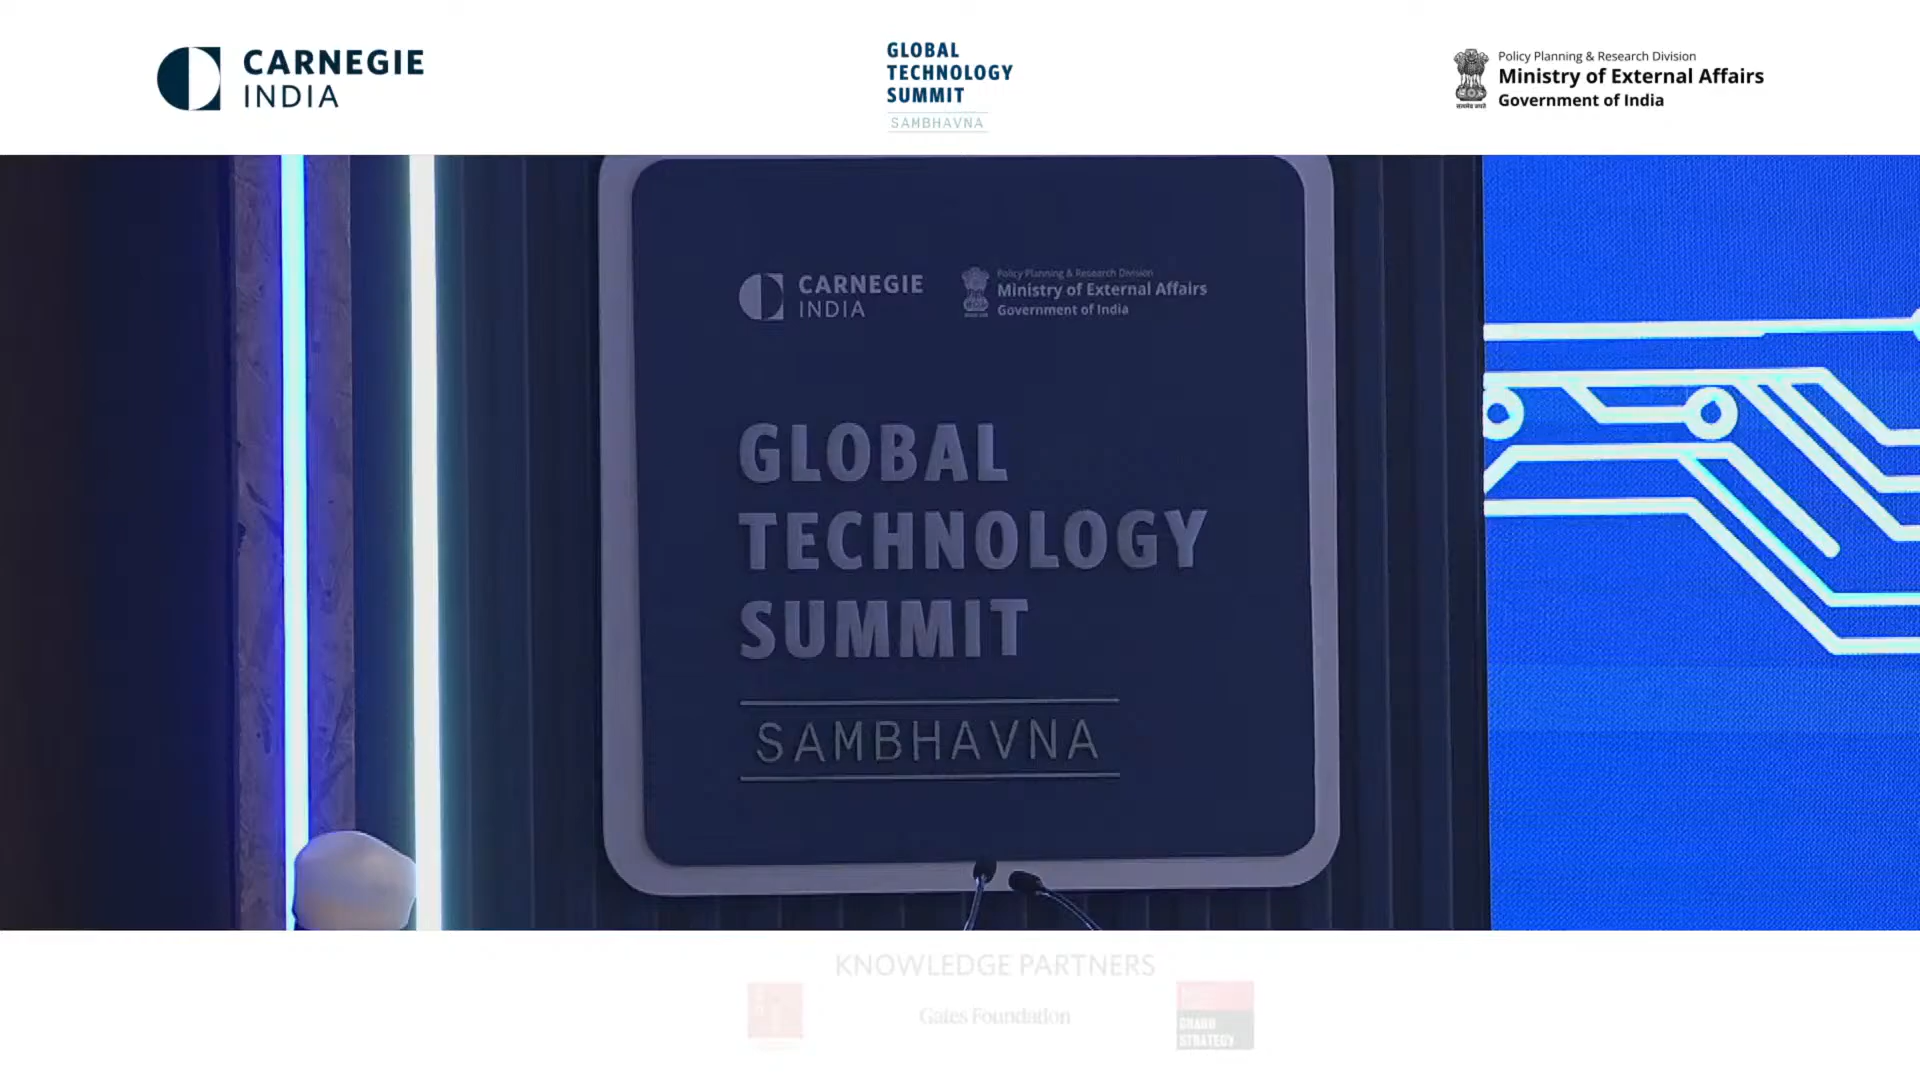 CARNEGIE
INDIA
GLOBAL
TECHNOLOGY
SUMMIT
SAMBHAVNA
Policy Planning & Research Division
Ministry of External Affairs
Government of India
CARNEGIE
INDIA
Policy Planning & Research Division
Ministry of External Affairs
Government of India
GLOBAL
TECHNOLOGY
SUMMIT
SAMBHAVNA
KNOWLEDGE PARTNERS
Gates Foundation
GRAND
STRATEGY